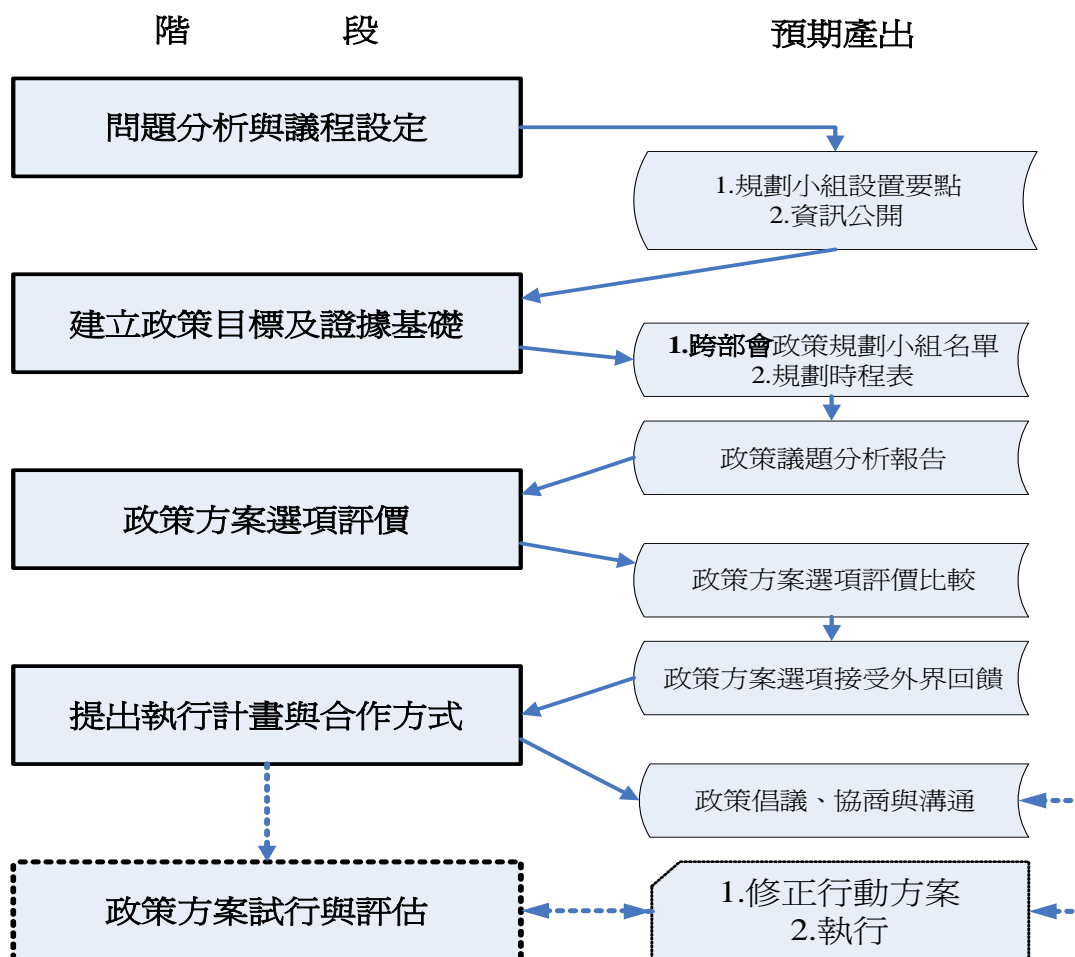 階 段
預期產出
問題分析與議程設定
1.規劃小組設置要點
2.資訊公開
建立政策目標及證據基礎
1.跨部會政策規劃小組名單
2.規劃時程表
政策議題分析報告
政策方案選項評價
政策方案選項評價比較
政策方案選項接受外界回饋
提出執行計畫與合作方式
政策倡議、協商與溝通
政策方案試行與評估
1.修正行動方案
2.執行